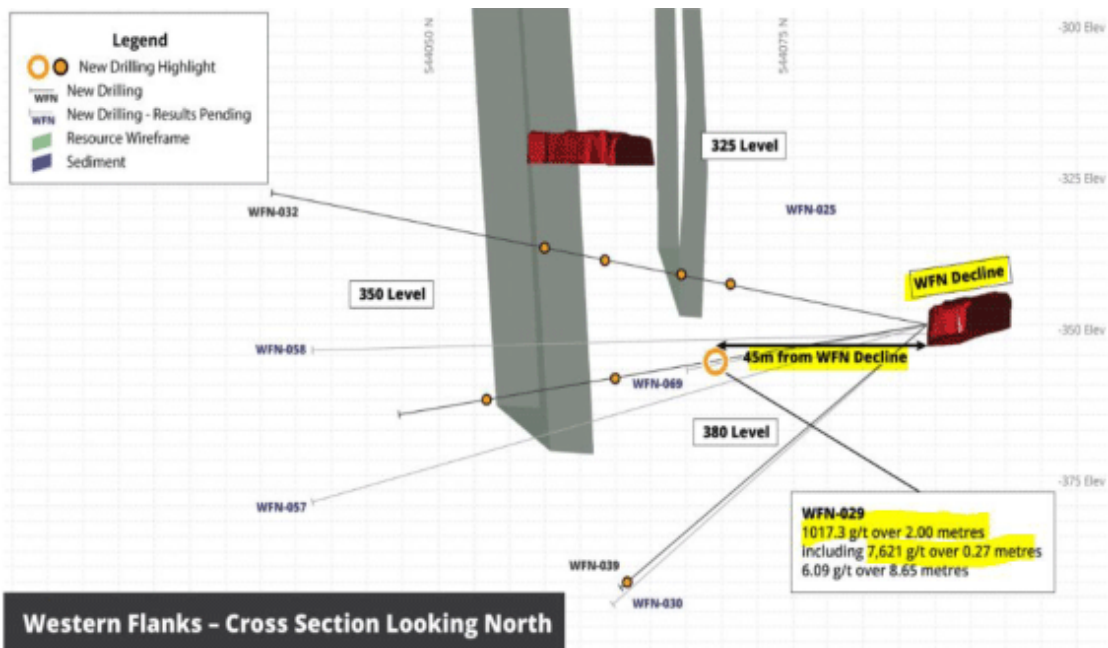 Legend
New Drilling Highlight
WFN New Drilling
WFN New Drilling - Results Pending
Resource Wireframe
Sediment
544050 N
544075 N
-300 Elev
325 Level
-325 Elev
WFN-032
WFN-025
WFN Decline
350 Level
-350 Elev
WFN-058
45m from WFN Decline
WFN-069
380 Level
-375 Elev
WFN-057
WFN-029
1017.3 g/t over 2.00 metres
including 7,621 g/t over 0.27 metres
6.09 g/t over 8.65 metres
WFN-039
WFN-030
Western Flanks – Cross Section Looking North